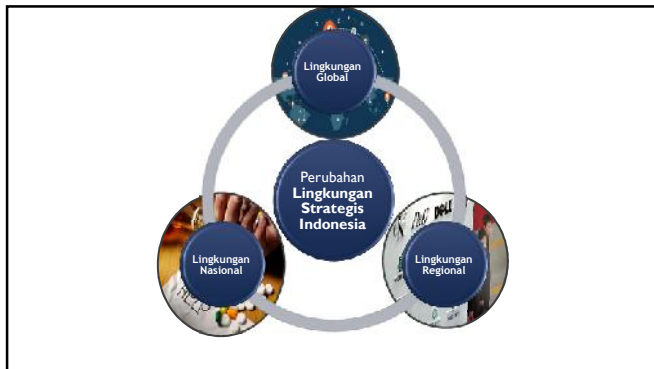 Lingkungan
Global
Perubahan
Lingkungan
Strategis
Indonesia
Lingkungan
Nasional
Lingkungan
Regional